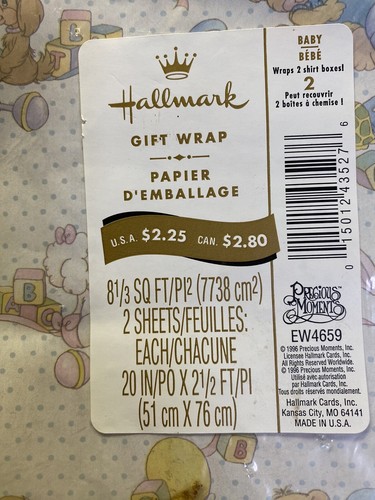 Hallmark
GIFT WRAP
PAPIER
D'EMBALLAGE
U.S.A. $2.25 CAN. $2.80
8 1/3 SQ FT/PI² (7738 cm²)
2 SHEETS/FEUILLES:
EACH/CHACUNE
20 IN/PO X 2 1/2 FT/PI
(51 cm X 76 cm)
BABY
BÉBÉ
Wraps 2 shirt boxes!
2
Peut recouvrir
2 boîtes à chemise !
0 15012 43527 6
PRECIOUS
MOMENTS
EW4659
© 1996 Precious Moments, Inc.
Licensee Hallmark Cards, Inc.
All Rights Reserved Worldwide.
© 1996 Precious Moments, Inc.
Utilisé avec autorisation
par Hallmark Cards, Inc.
Tous droits réservés mondialement.
Hallmark Cards, Inc.
Kansas City, MO 64141
MADE IN U.S.A.